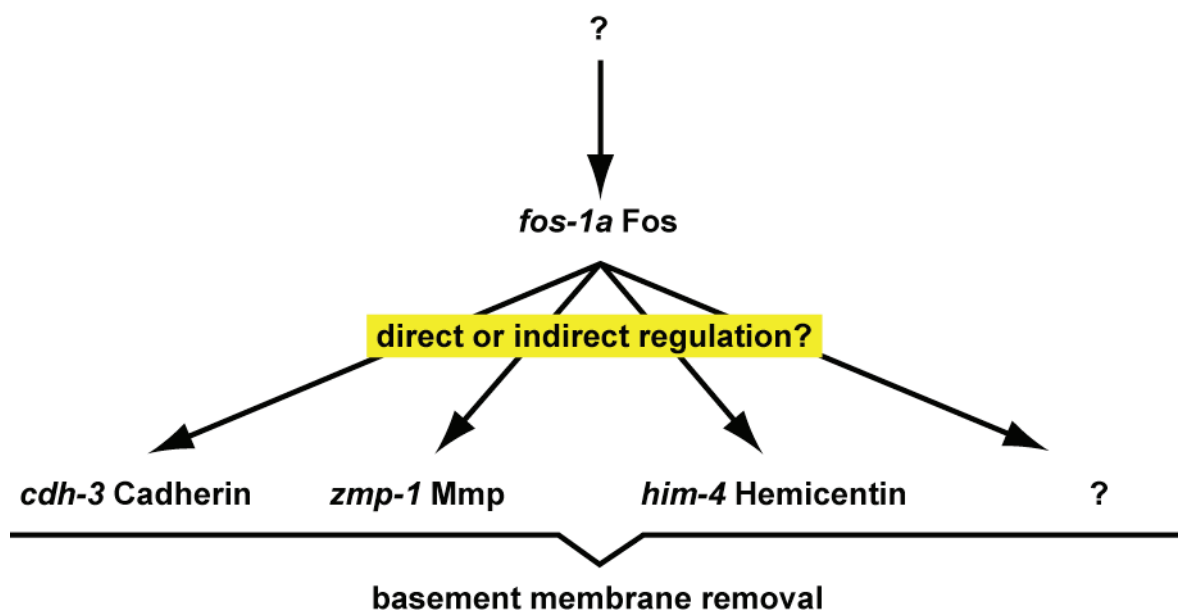 ?
fos-1a Fos
direct or indirect regulation?
cdh-3 Cadherin zmp-1 Mmp him-4 Hemicentin ?
basement membrane removal